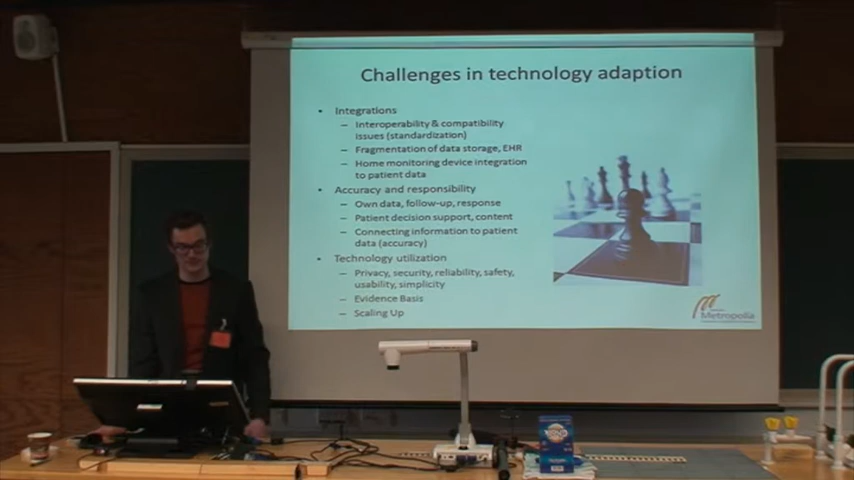 Challenges in technology adaption
• Integrations
– Interoperability & compatibility
issues (standardization)
– Fragmentation of data storage, EHR
– Home monitoring device integration
to patient data
• Accuracy and responsibility
– Own data, follow-up, response
– Patient decision support, content
– Connecting information to patient
data (accuracy)
• Technology utilization
– Privacy, security, reliability, safety,
usability, simplicity
– Evidence Basis
– Scaling Up
Metropolia